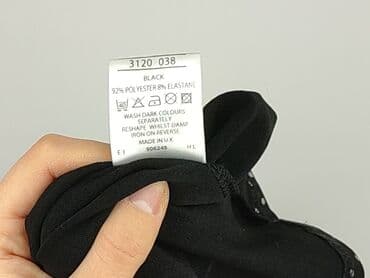 3120 038
BLACK
92% POLYESTER 8% ELASTANE
WASH DARK COLOURS
SEPARATELY
RESHAPE WHILST DAMP
IRON ON REVERSE
MADE IN U.K.
906245